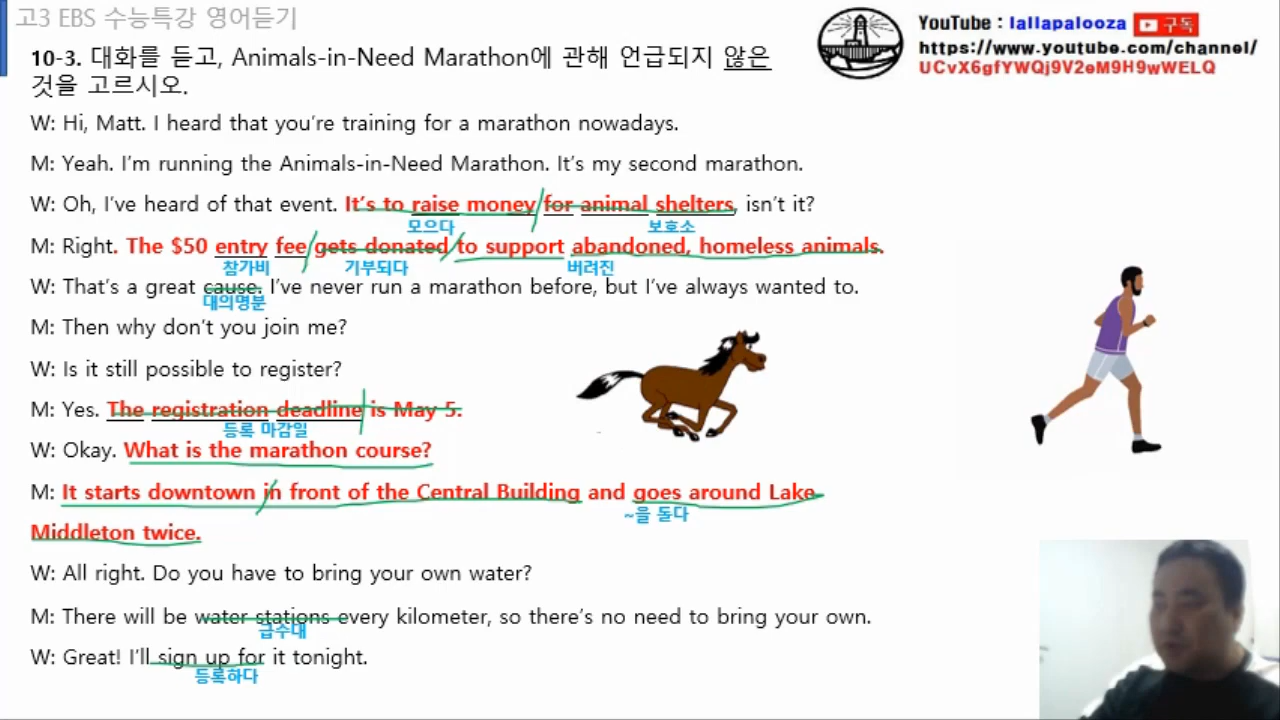 고3 EBS 수능특강 영어듣기
YouTube : lallapalooza 구독
https://www.youtube.com/channel/
UCvX6gfYWQj9V2eM9H9wWELQ
10-3. 대화를 듣고, Animals-in-Need Marathon에 관해 언급되지 않은
것을 고르시오.
W: Hi, Matt. I heard that you're training for a marathon nowadays.
M: Yeah. I'm running the Animals-in-Need Marathon. It's my second marathon.
W: Oh, I've heard of that event. It's to raise money for animal shelters, isn't it?
모으다 보호소
M: Right. The $50 entry fee gets donated to support abandoned, homeless animals.
참가비 기부되다 버려진
W: That's a great cause. I've never run a marathon before, but I've always wanted to.
대의명분
M: Then why don't you join me?
W: Is it still possible to register?
M: Yes. The registration deadline is May 5.
등록 마감일
W: Okay. What is the marathon course?
M: It starts downtown in front of the Central Building and goes around Lake
~을 돌다
Middleton twice.
W: All right. Do you have to bring your own water?
M: There will be water stations every kilometer, so there's no need to bring your own.
급수대
W: Great! I'll sign up for it tonight.
등록하다